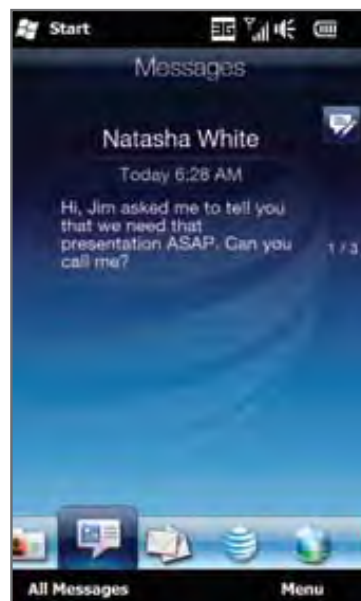 Start
3G
Messages
Natasha White
Today 6:28 AM
Hi, Jim asked me to tell you
that we need that
presentation ASAP. Can you
call me?
1 / 3
All Messages
Menu